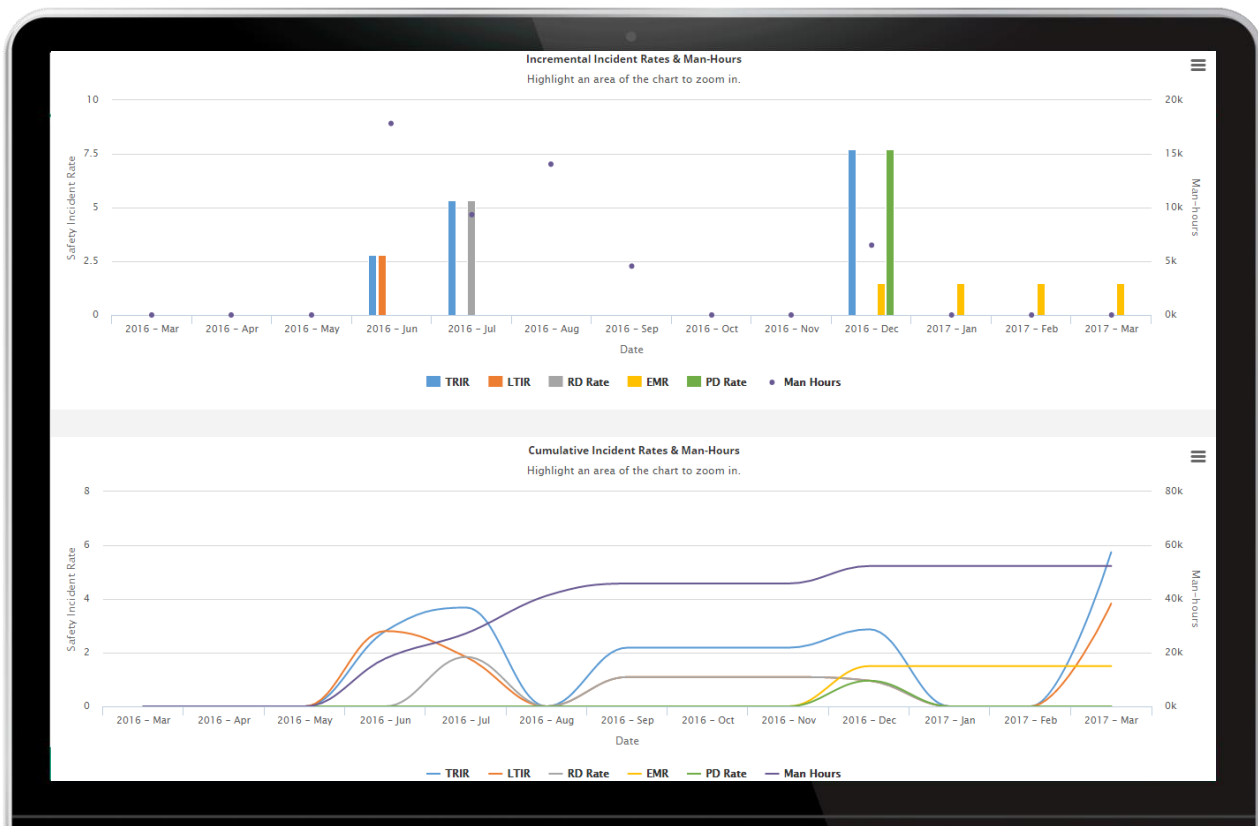 Incremental Incident Rates & Man-Hours
Highlight an area of the chart to zoom in.
10
7.5
5
2.5
0
Safety Incident Rate
20k
15k
10k
5k
0k
Man-hours
2016 – Mar 2016 – Apr 2016 – May 2016 – Jun 2016 – Jul 2016 – Aug 2016 – Sep 2016 – Oct 2016 – Nov 2016 – Dec 2017 – Jan 2017 – Feb 2017 – Mar
Date
TRIR LTIR RD Rate EMR PD Rate Man Hours
Cumulative Incident Rates & Man-Hours
Highlight an area of the chart to zoom in.
8
6
4
2
0
Safety Incident Rate
80k
60k
40k
20k
0k
Man-hours
2016 – Mar 2016 – Apr 2016 – May 2016 – Jun 2016 – Jul 2016 – Aug 2016 – Sep 2016 – Oct 2016 – Nov 2016 – Dec 2017 – Jan 2017 – Feb 2017 – Mar
Date
TRIR LTIR RD Rate EMR PD Rate Man Hours